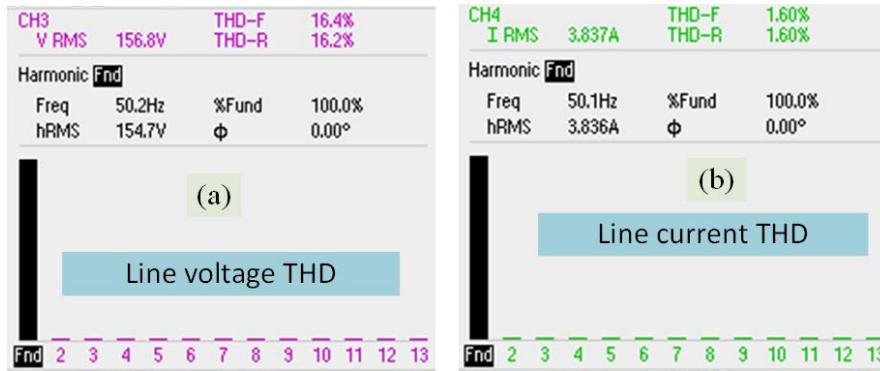 CH3 THD-F 16.4%
V RMS 156.8V THD-R 16.2%
Harmonic Fnd
Freq 50.2Hz %Fund 100.0%
hRMS 154.7V Φ 0.00°
(a)
Line voltage THD
Fnd 2 3 4 5 6 7 8 9 10 11 12 13
CH4 THD-F 1.60%
I RMS 3.837A THD-R 1.60%
Harmonic Fnd
Freq 50.1Hz %Fund 100.0%
hRMS 3.836A Φ 0.00°
(b)
Line current THD
Fnd 2 3 4 5 6 7 8 9 10 11 12 13